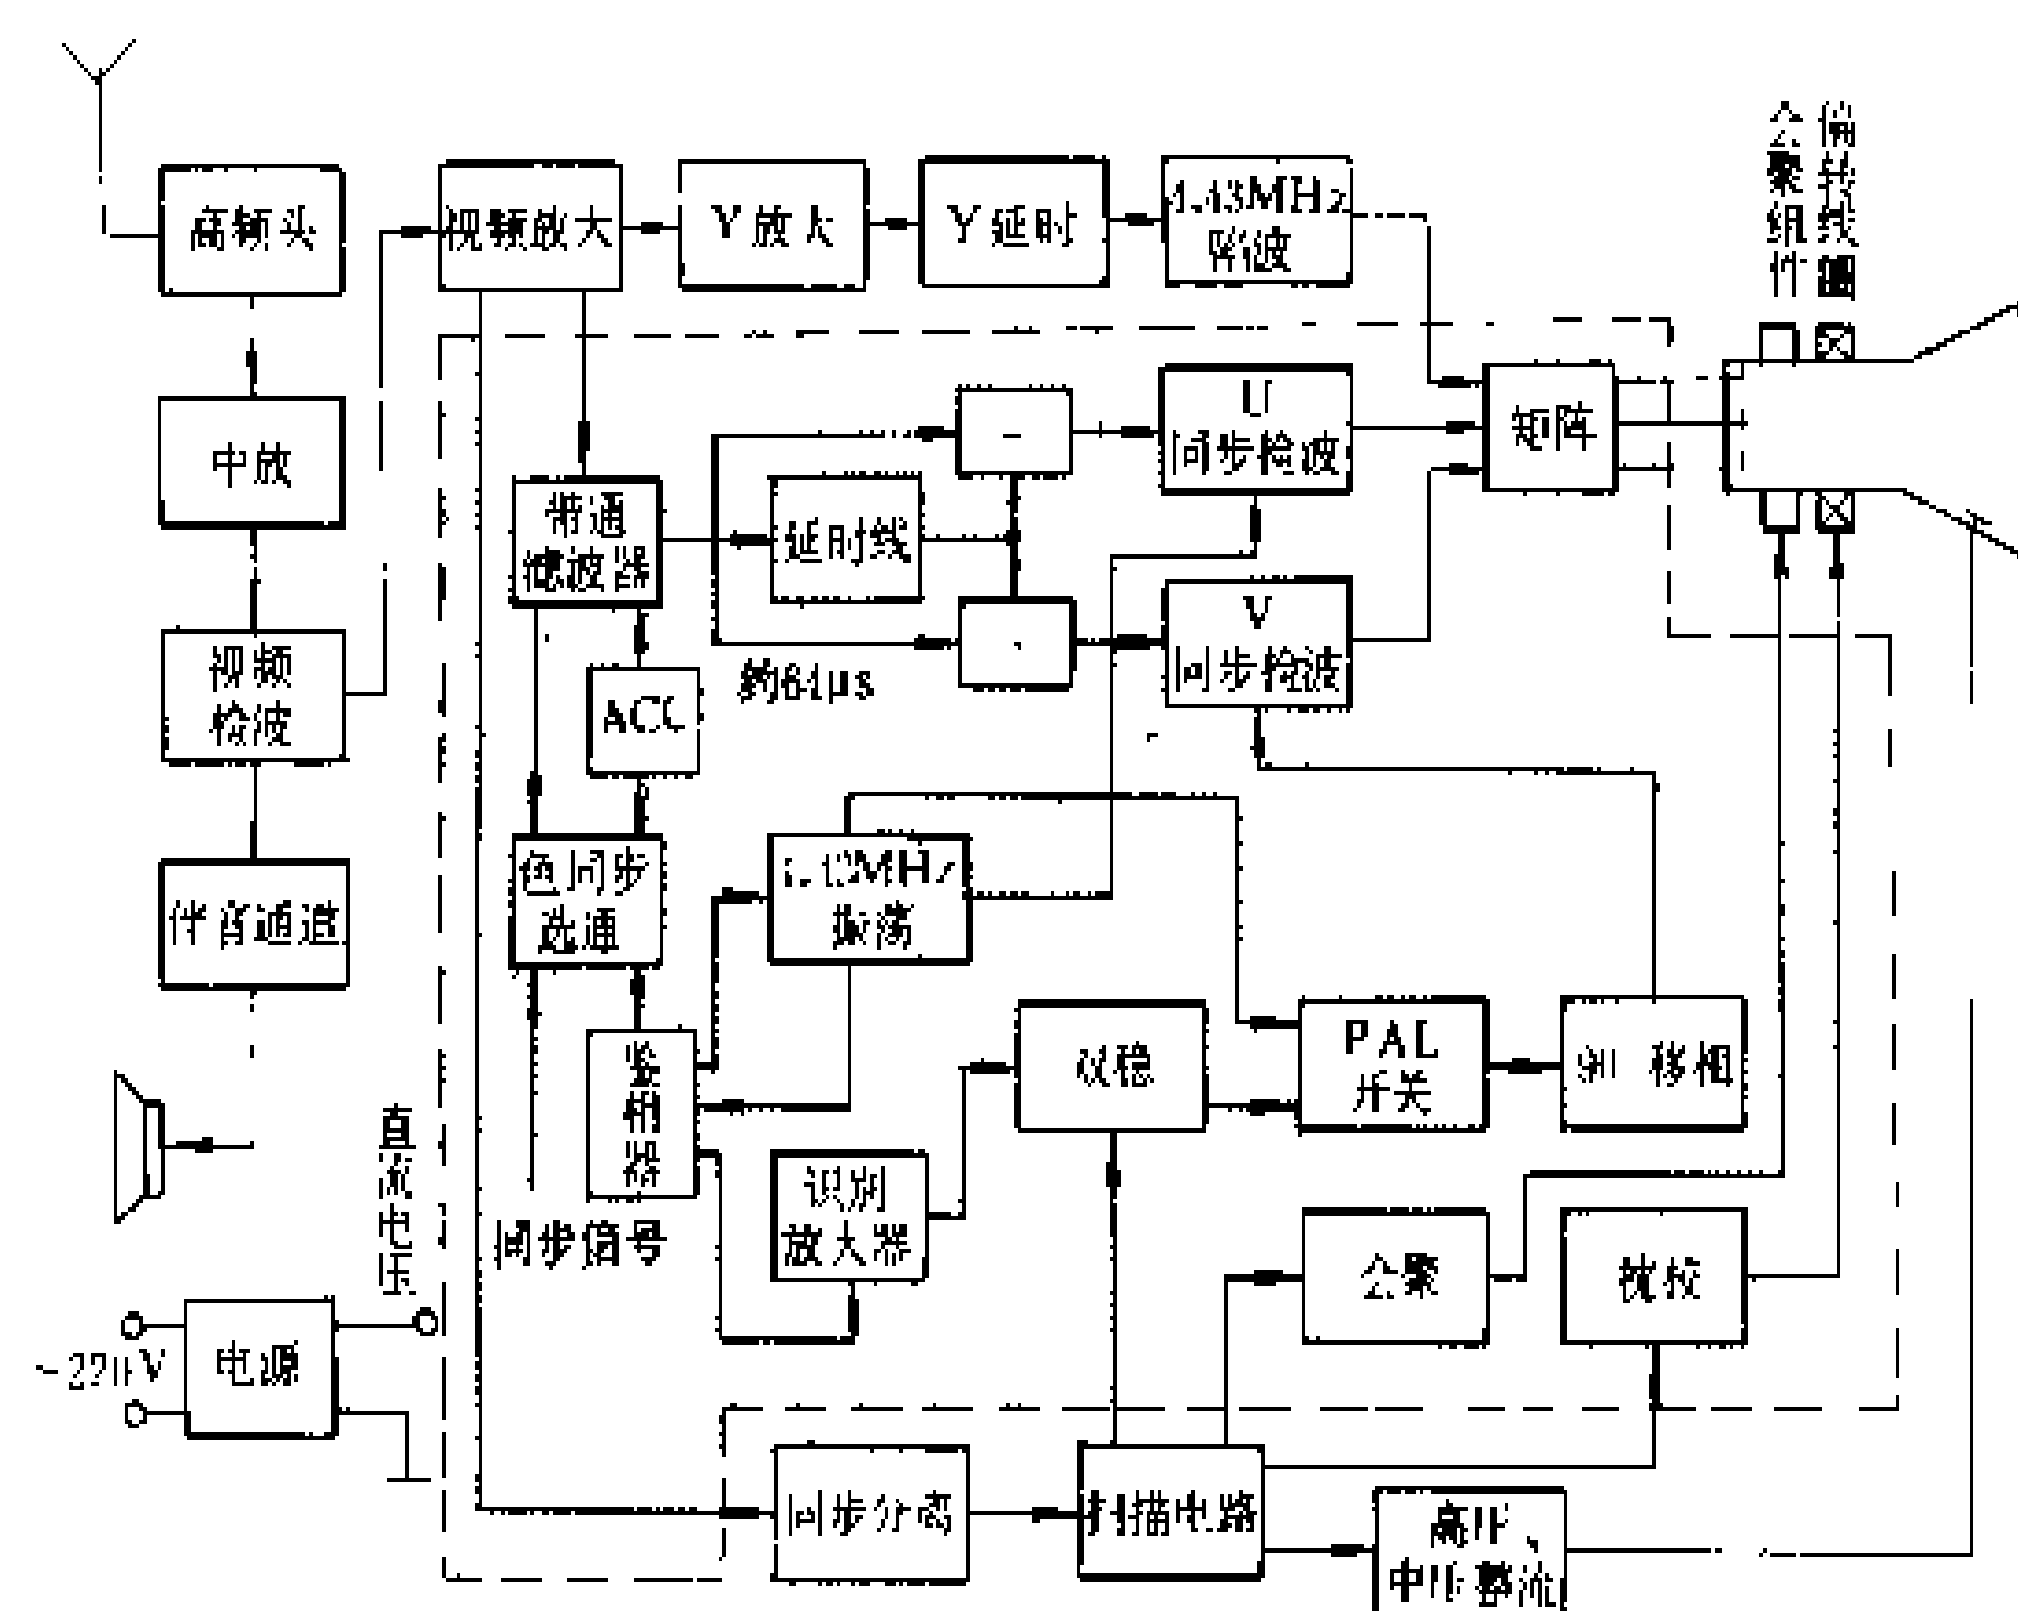 会聚组件
偏转线圈
高频头
视频放大
Y放大
Y延时
4.43MHz
陷波
中放
带通
滤波器
延时线
U
同步检波
矩阵
视频
检波
ACC
约64μs
V
同步检波
伴音通道
色同步
选通
MHz
振荡
双稳
PAL
开关
移相
直流电压
同步信号
识别
放大器
会聚
枕校
~220V
电源
同步分离
扫描电路
高压、
中压整流